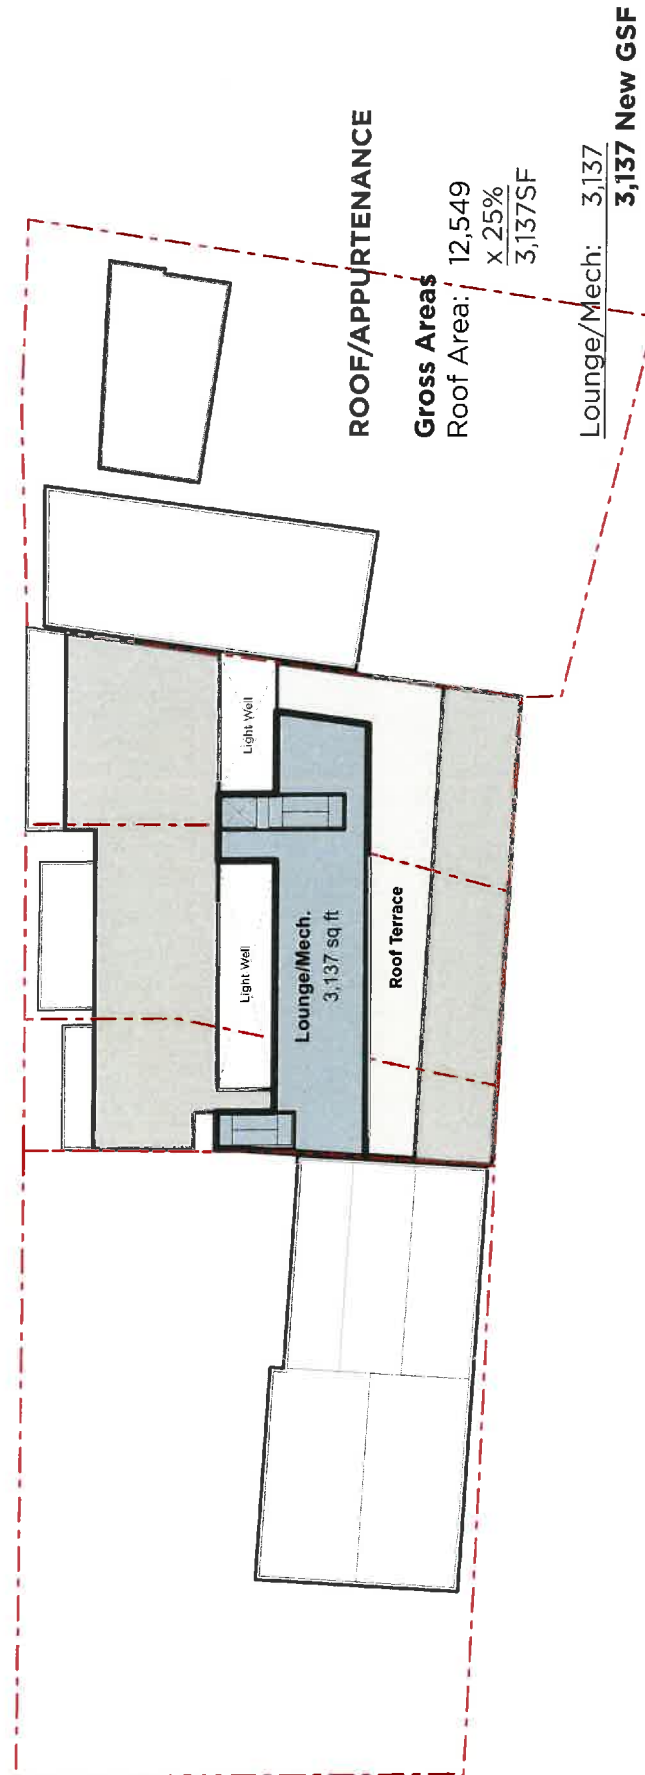 ROOF/APPURTENANCE
Gross Areas
Roof Area: 12,549
x 25%
3,137SF
Lounge/Mech: 3,137
3,137 New GSF
Light Well
Light Well
Lounge/Mech.
3,137 sq ft
Roof Terrace